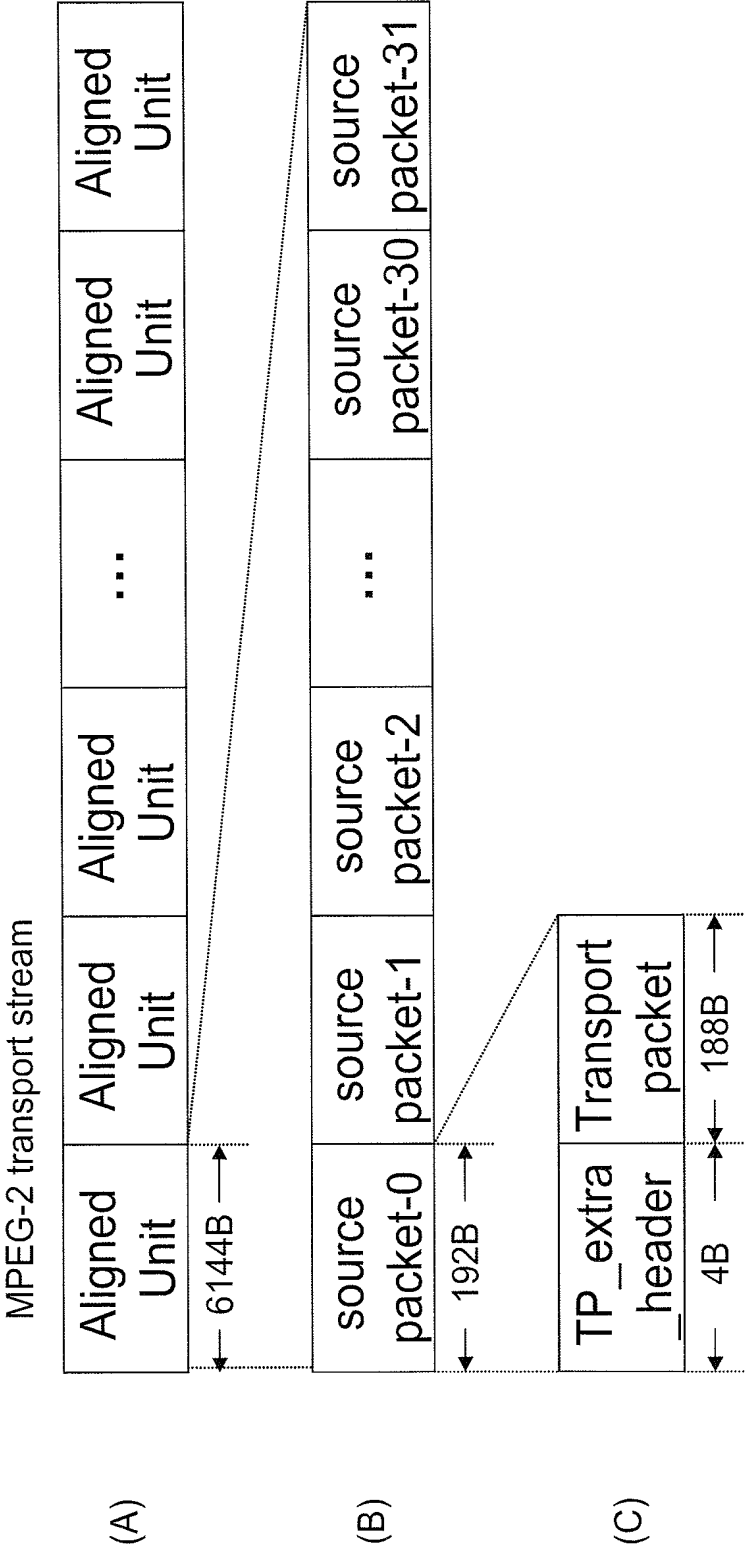 MPEG-2 transport stream
(A)
Aligned
Unit
Aligned
Unit
Aligned
Unit
...
Aligned
Unit
Aligned
Unit
6144B
(B)
source
packet-0
source
packet-1
source
packet-2
...
source
packet-30
source
packet-31
192B
(C)
TP_extra
_header
Transport
packet
4B
188B